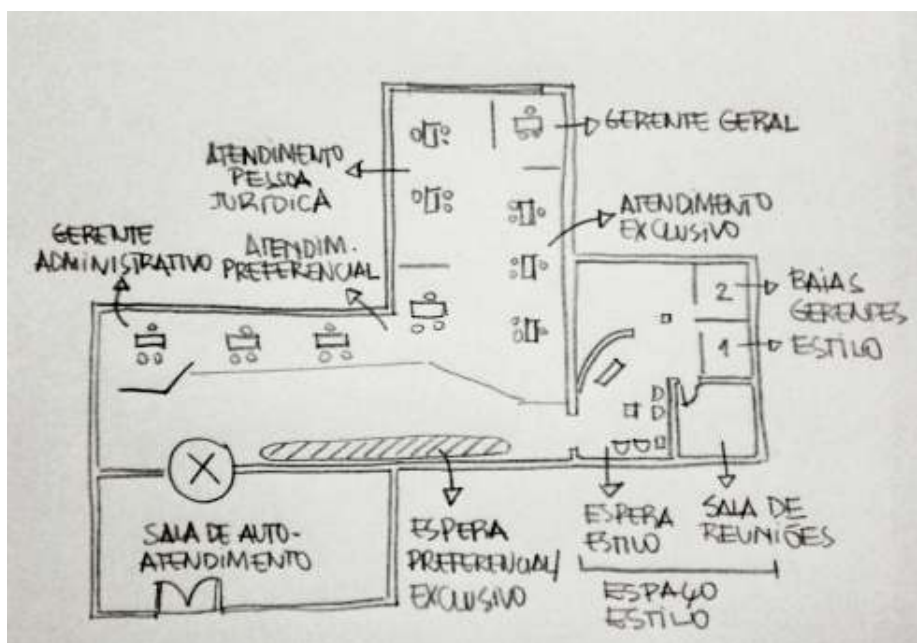 GERENTE GERAL
ATENDIMENTO
PESSOA
JURÍDICA
ATENDIMENTO
EXCLUSIVO
GERENTE
ADMINISTRATIVO
ATENDIM.
PREFERENCIAL
2
BAIAS
GERENTES
ESTILO
1
SALA DE AUTO-
ATENDIMENTO
ESPERA
PREFERENCIAL/
EXCLUSIVO
ESPERA
ESTILO
SALA DE
REUNIÕES
ESPAÇO
ESTILO